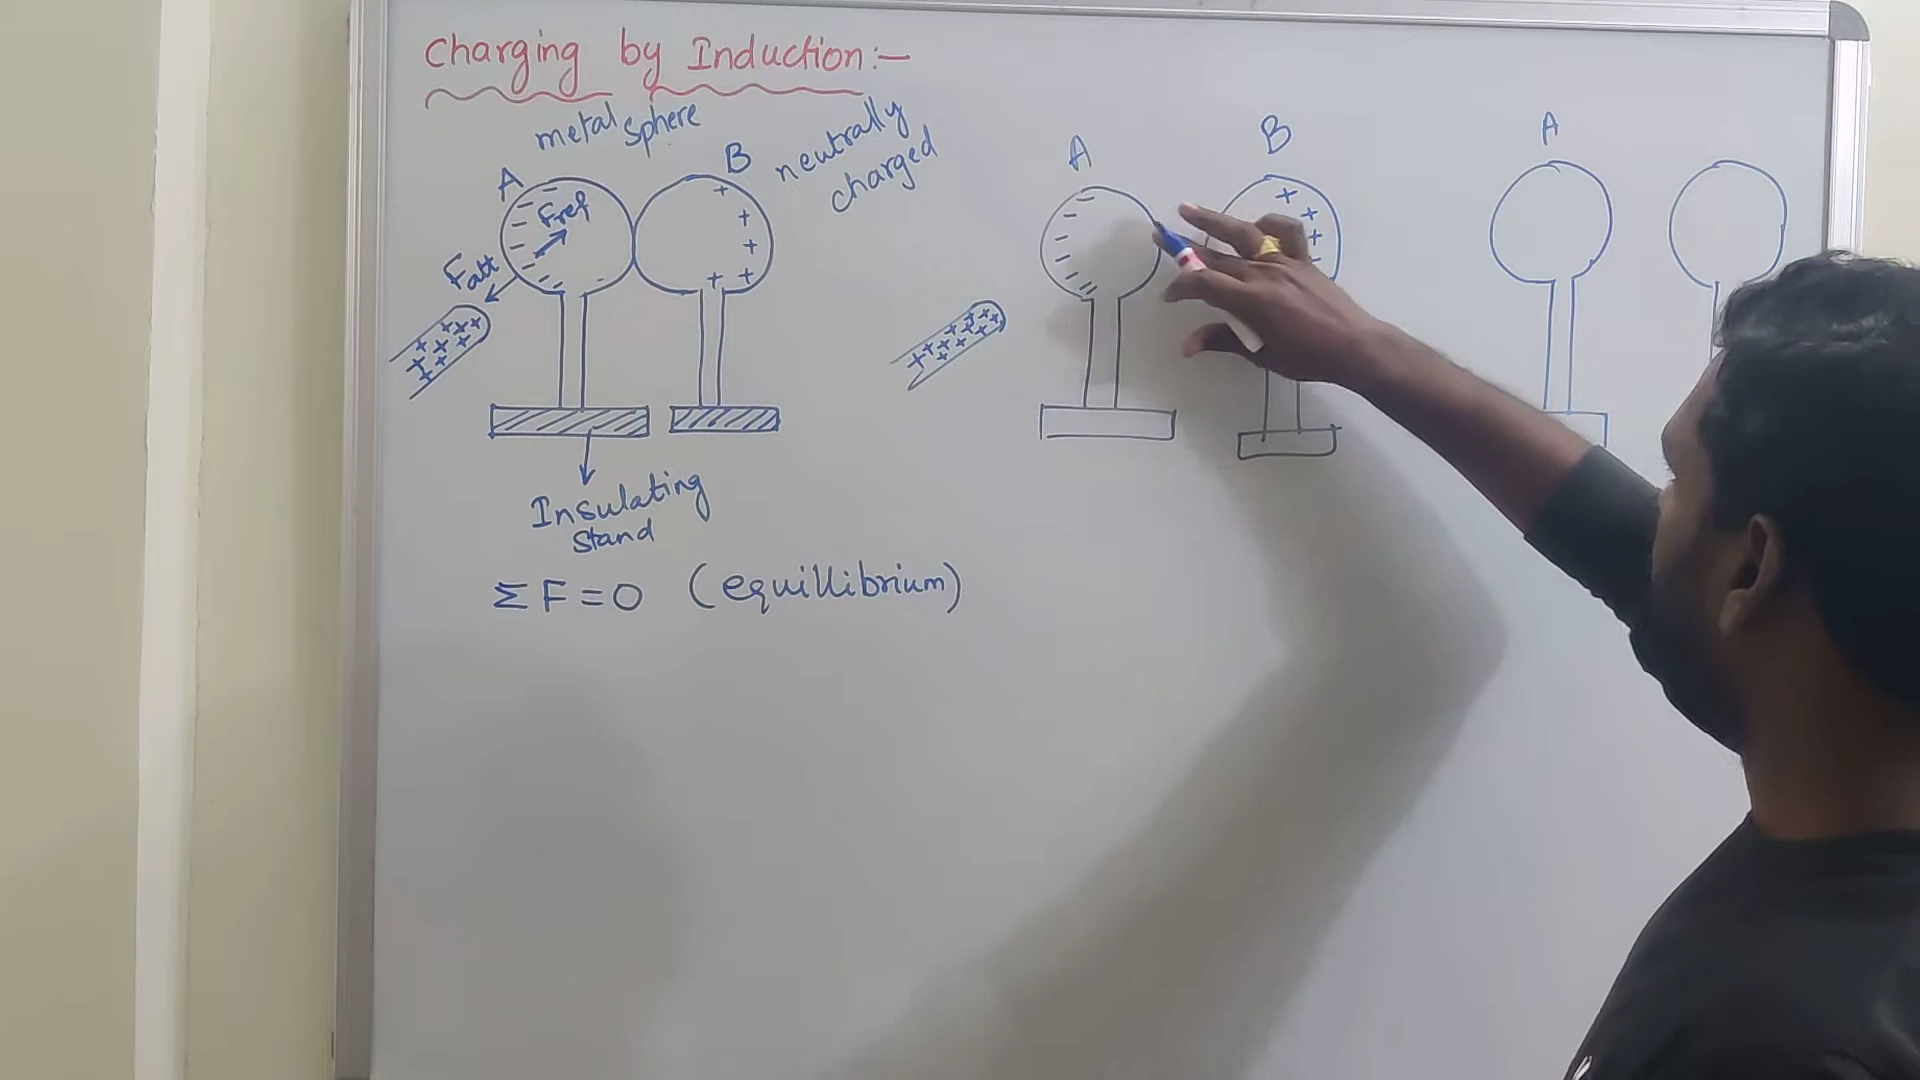 Charging by Induction:-
metal sphere
neutrally
charged
A
B
Fref
Fatt
Insulating
stand
ΣF=0 (equillibrium)
A
B
A